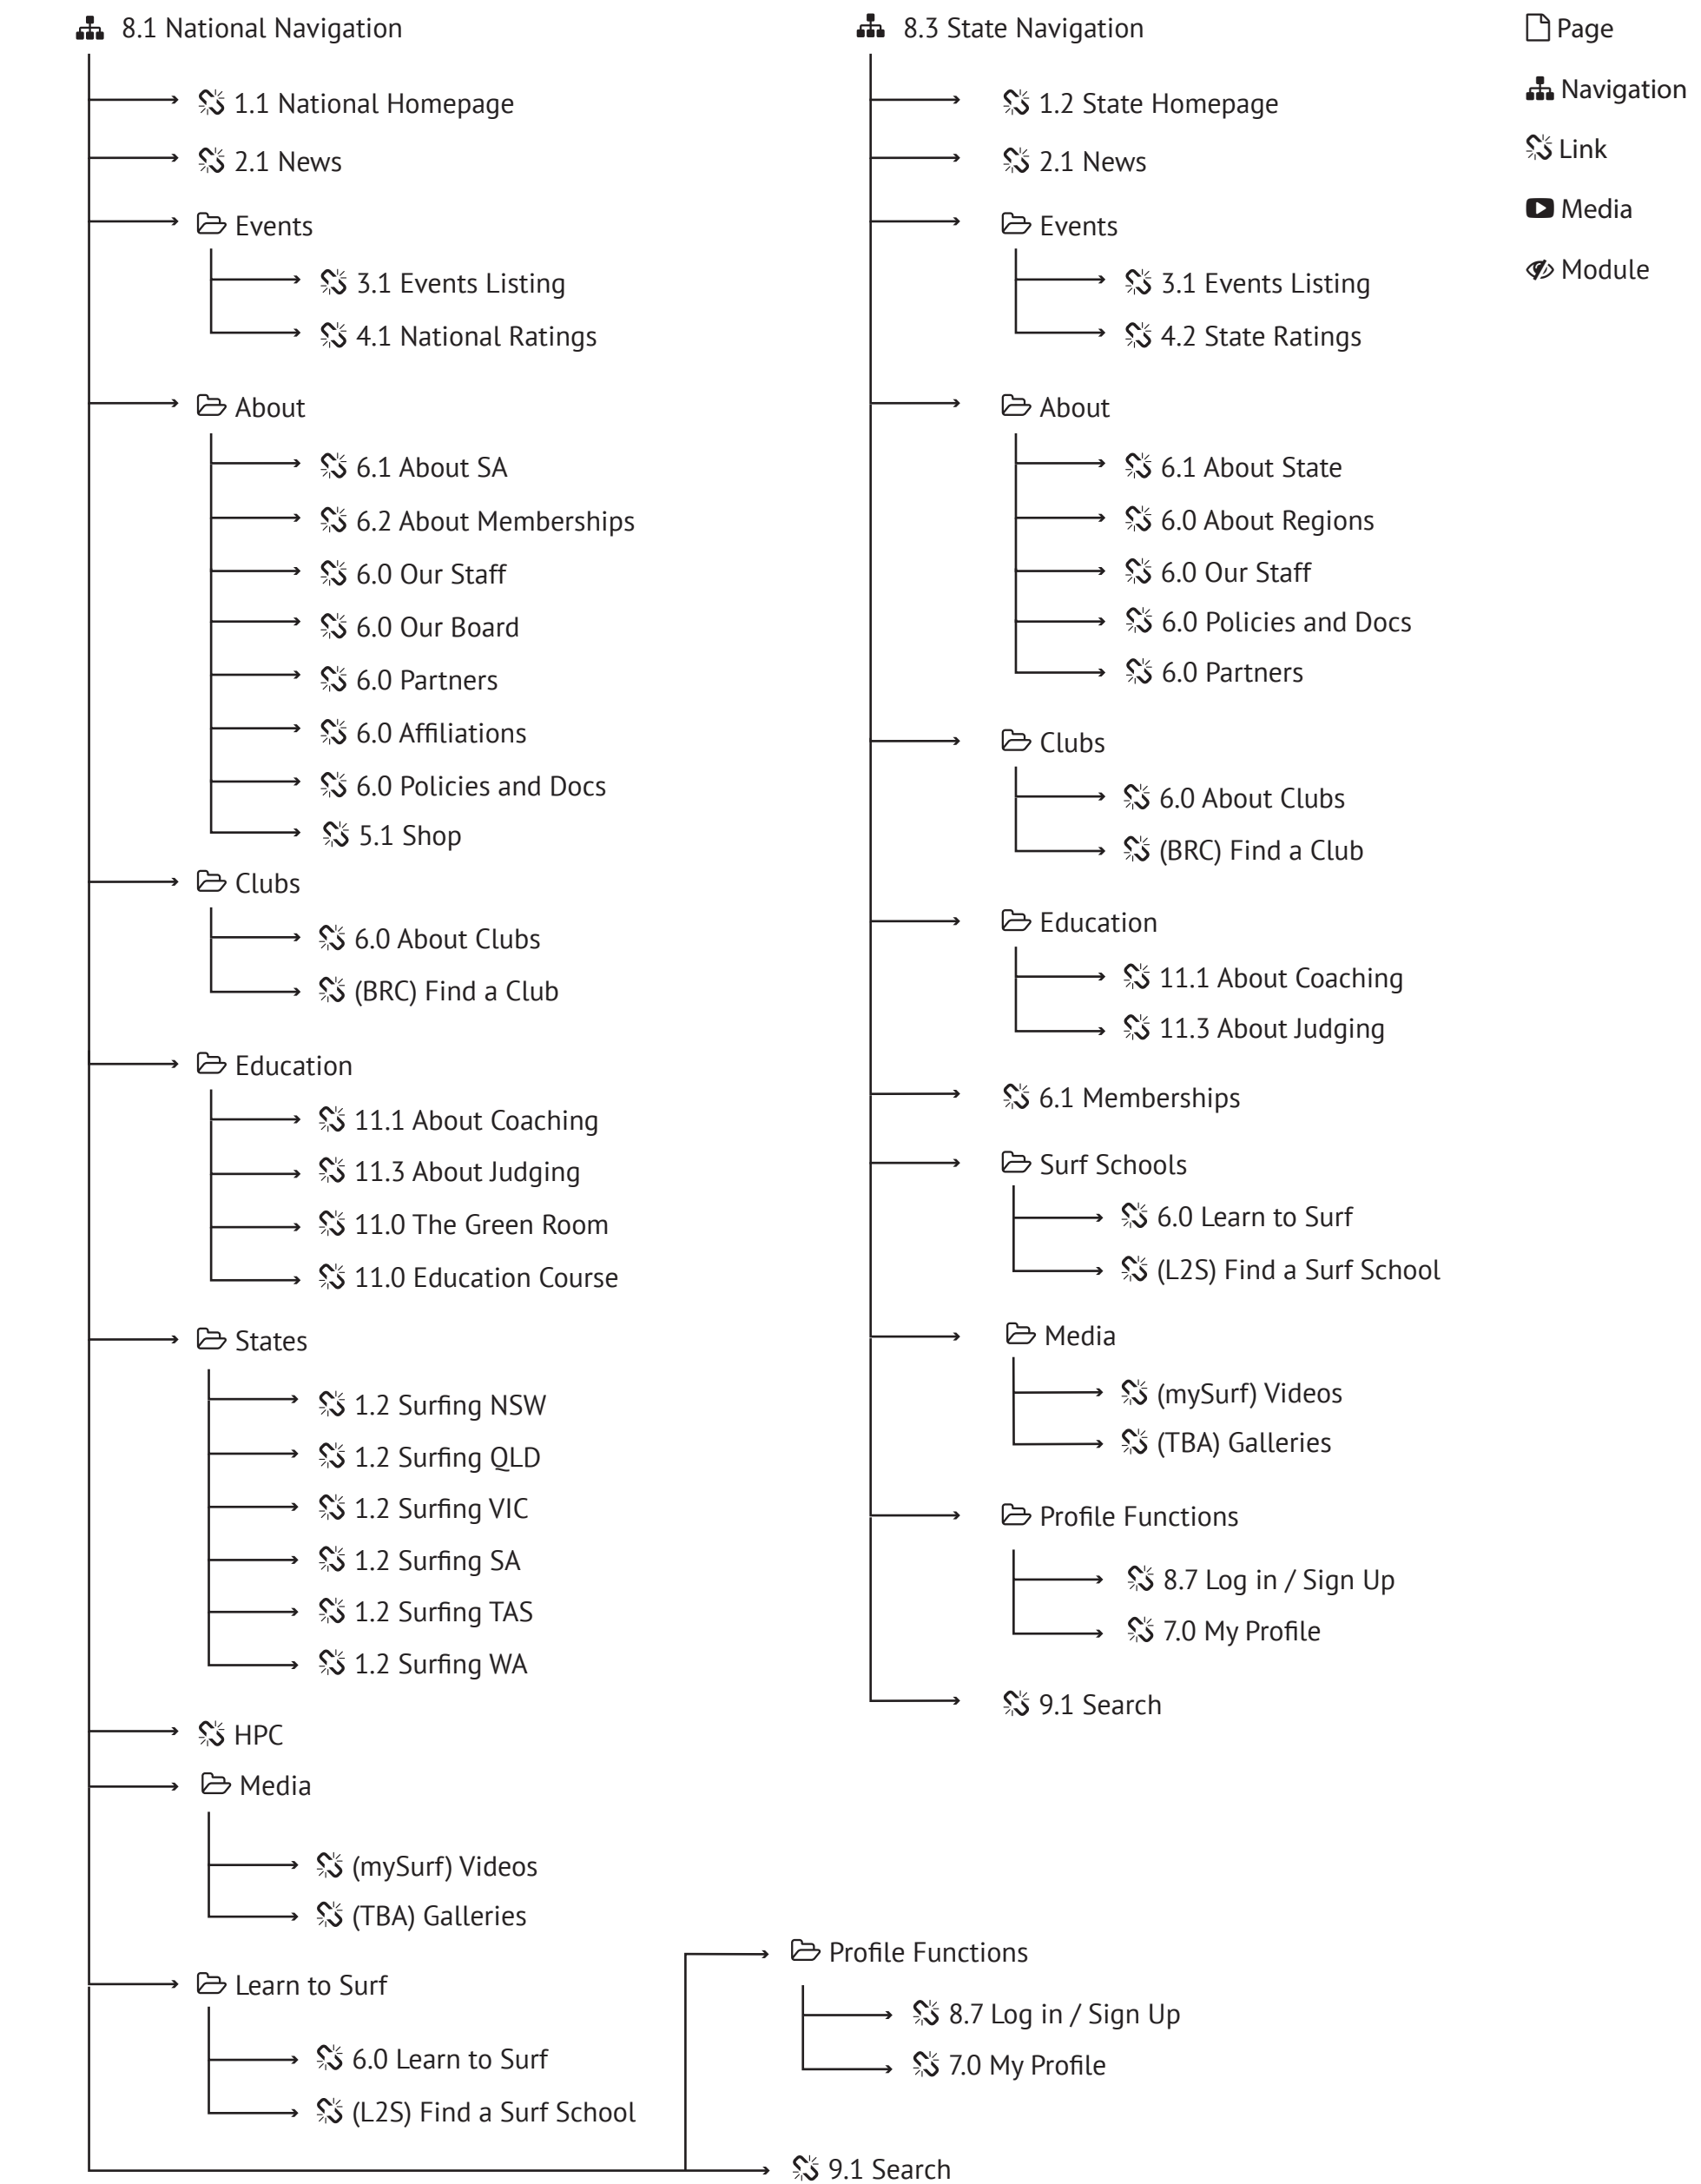 8.1 National Navigation
1.1 National Homepage
2.1 News
Events
3.1 Events Listing
4.1 National Ratings
About
6.1 About SA
6.2 About Memberships
6.0 Our Staff
6.0 Our Board
6.0 Partners
6.0 Affiliations
6.0 Policies and Docs
5.1 Shop
Clubs
6.0 About Clubs
(BRC) Find a Club
Education
11.1 About Coaching
11.3 About Judging
11.0 The Green Room
11.0 Education Course
States
1.2 Surfing NSW
1.2 Surfing QLD
1.2 Surfing VIC
1.2 Surfing SA
1.2 Surfing TAS
1.2 Surfing WA
HPC
Media
(mySurf) Videos
(TBA) Galleries
Learn to Surf
6.0 Learn to Surf
(L2S) Find a Surf School
Profile Functions
8.7 Log in / Sign Up
7.0 My Profile
9.1 Search
8.3 State Navigation
1.2 State Homepage
2.1 News
Events
3.1 Events Listing
4.2 State Ratings
About
6.1 About State
6.0 About Regions
6.0 Our Staff
6.0 Policies and Docs
6.0 Partners
Clubs
6.0 About Clubs
(BRC) Find a Club
Education
11.1 About Coaching
11.3 About Judging
6.1 Memberships
Surf Schools
6.0 Learn to Surf
(L2S) Find a Surf School
Media
(mySurf) Videos
(TBA) Galleries
Profile Functions
8.7 Log in / Sign Up
7.0 My Profile
9.1 Search
Page
Navigation
Link
Media
Module